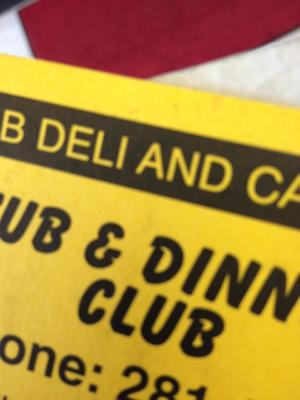 B DELI AND CA
UB & DINN
CLUB
one: 281